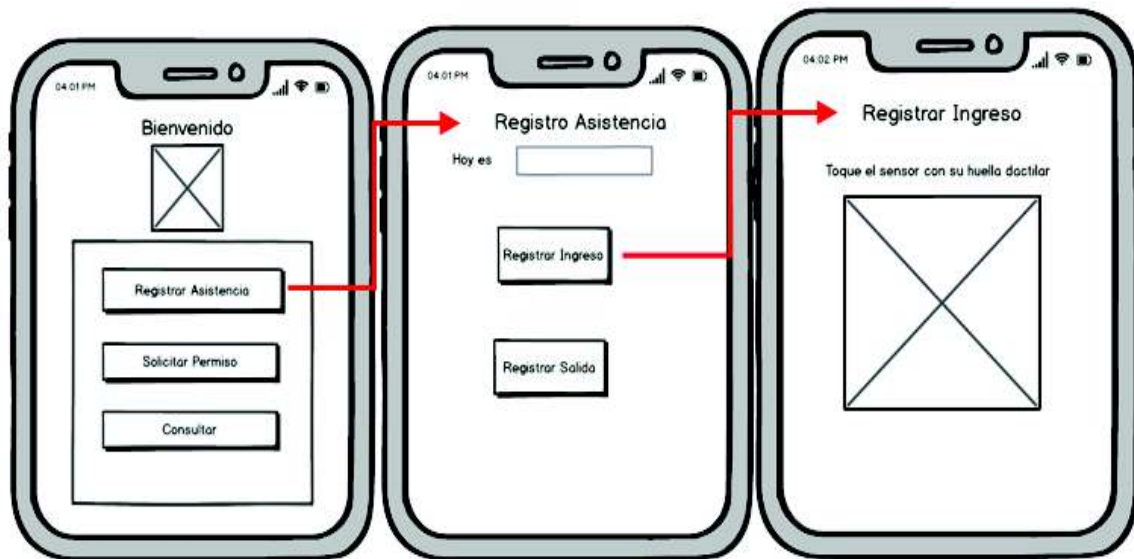 04:01 PM
Bienvenido
Registrar Asistencia
Solicitar Permiso
Consultar
04:01 PM
Registro Asistencia
Hoy es
Registrar Ingreso
Registrar Salida
04:02 PM
Registrar Ingreso
Toque el sensor con su huella dactilar